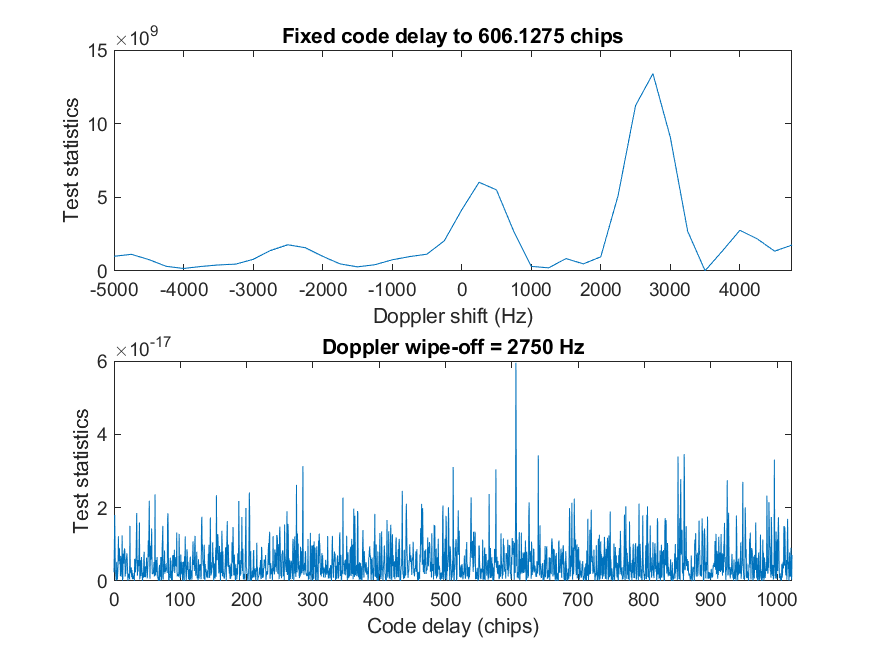 ×10^9
Fixed code delay to 606.1275 chips
15
10
5
0
Test statistics
-5000 -4000 -3000 -2000 -1000 0 1000 2000 3000 4000
Doppler shift (Hz)
×10^-17
Doppler wipe-off = 2750 Hz
6
4
2
0
Test statistics
0 100 200 300 400 500 600 700 800 900 1000
Code delay (chips)